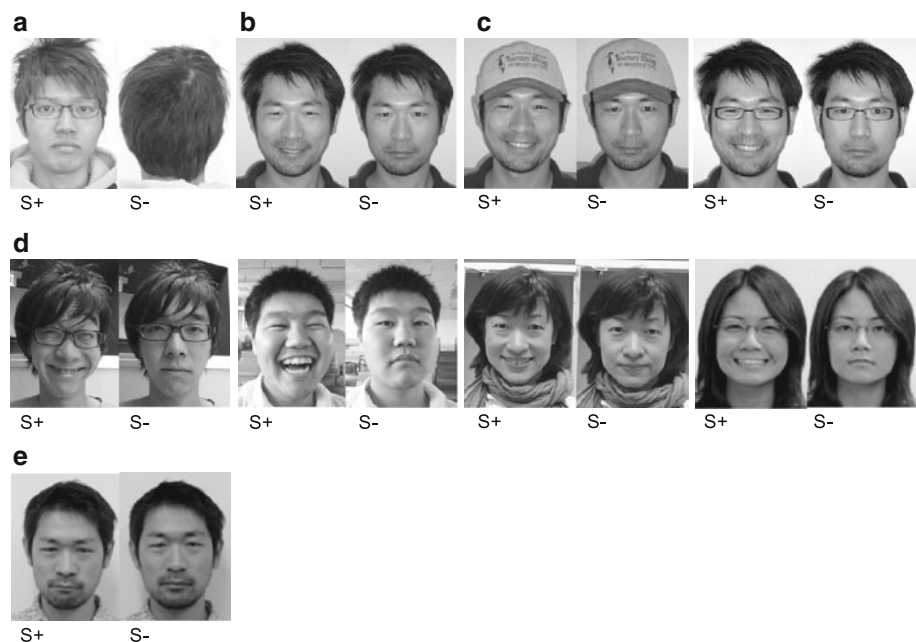 a b c
S+ S- S+ S- S+ S- S+ S-
d
S+ S- S+ S- S+ S- S+ S-
e
S+ S-